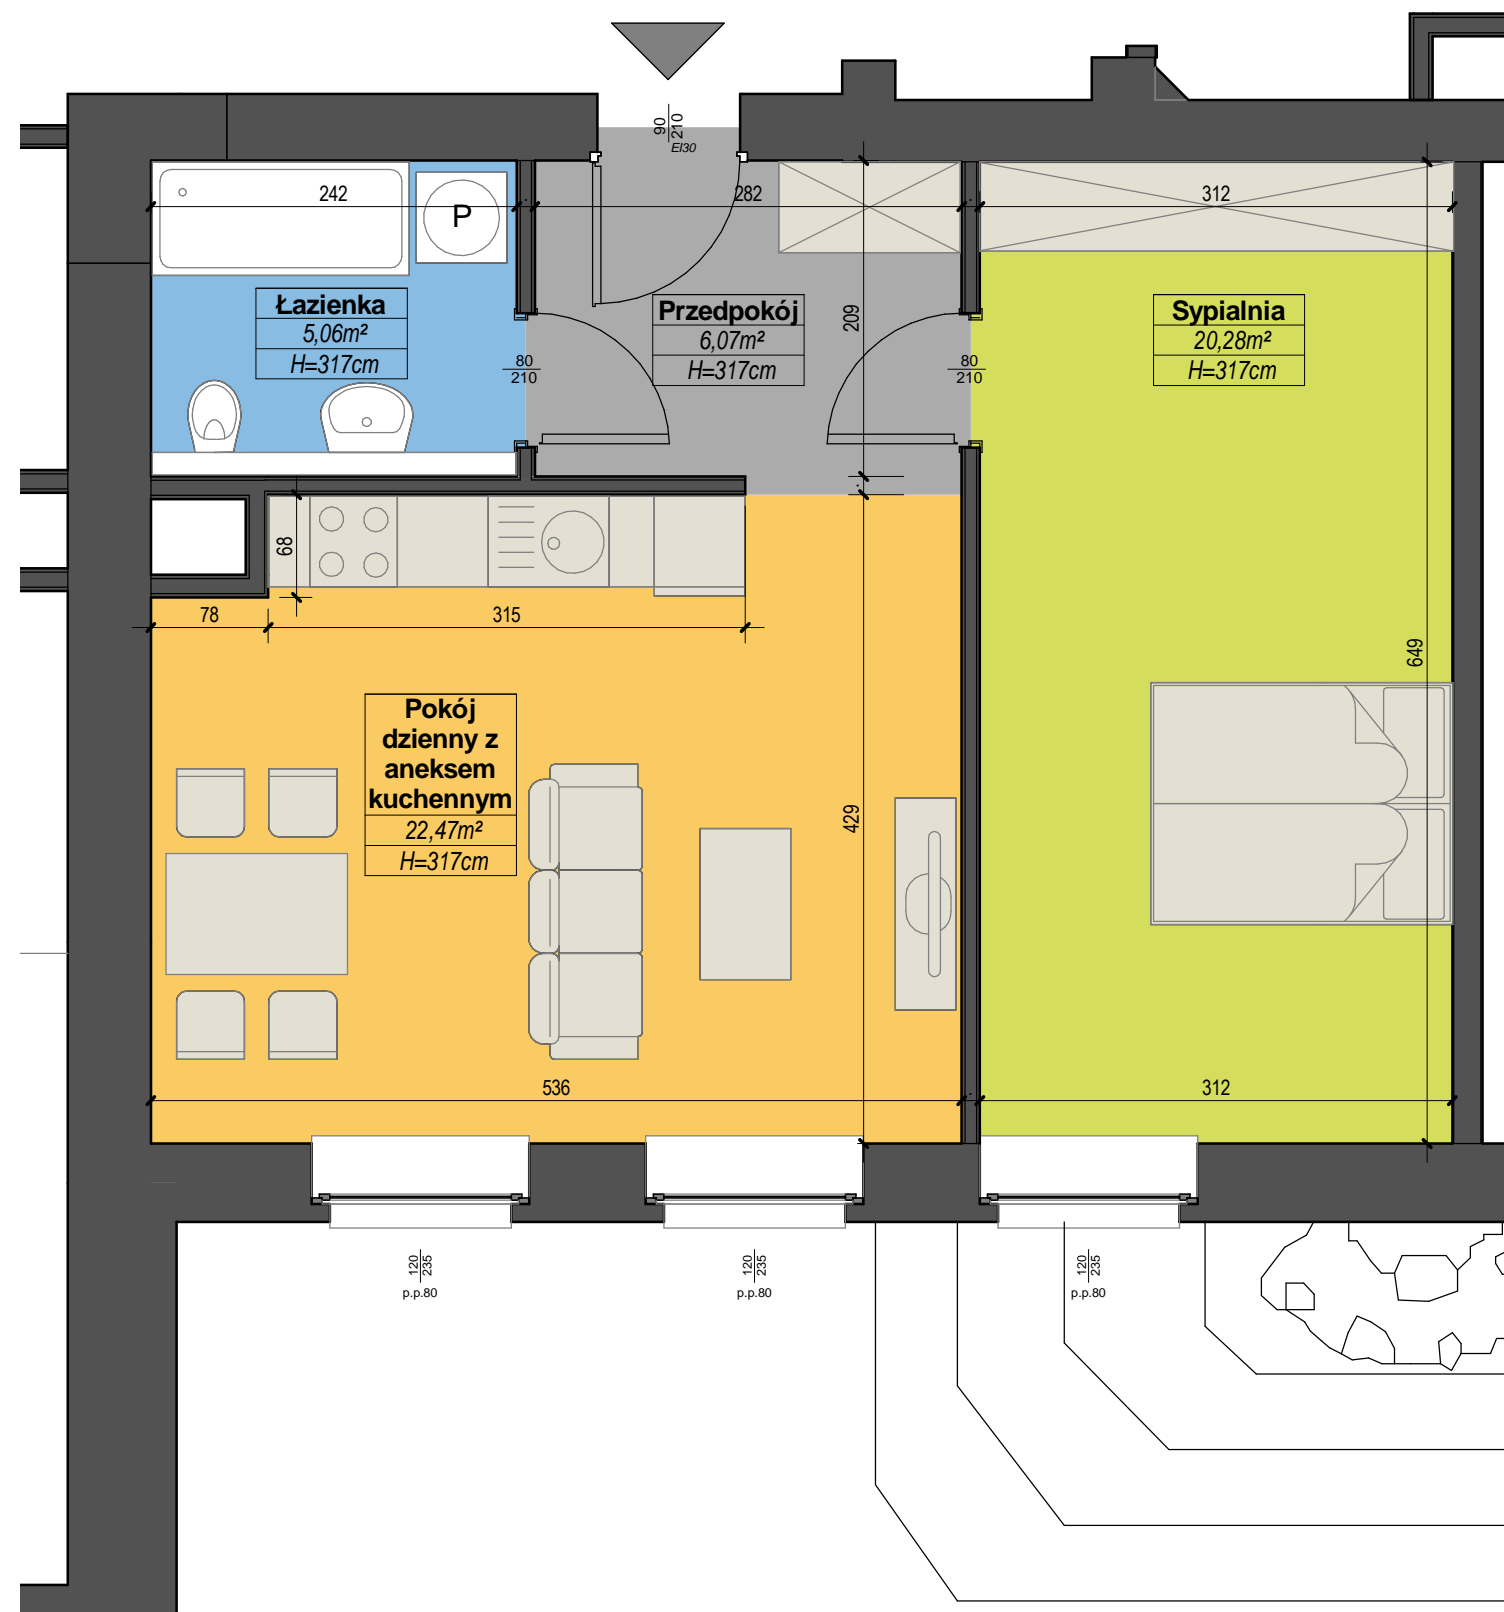 90
210
EI30
242
P
282
312
Łazienka
5,06m²
H=317cm
Przedpokój
6,07m²
H=317cm
209
Sypialnia
20,28m²
H=317cm
80
210
80
210
68
78
315
649
Pokój
dzienny z
aneksem
kuchennym
22,47m²
H=317cm
429
536
312
120
235
p.p.80
120
235
p.p.80
120
235
p.p.80